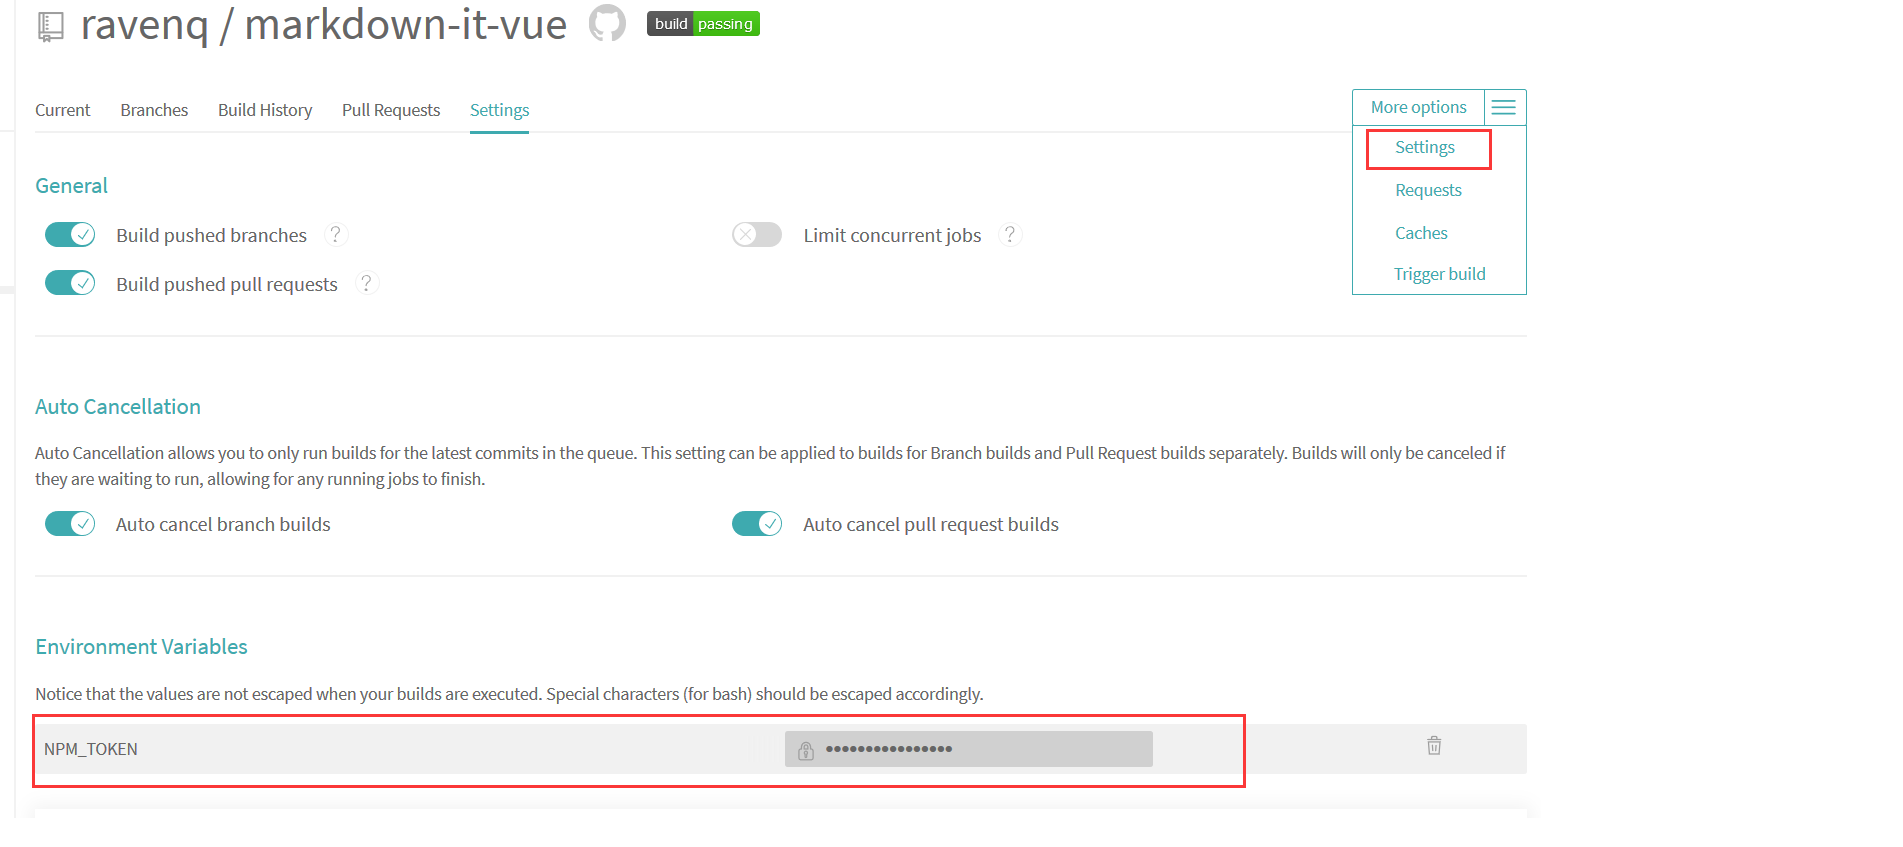 ravenq / markdown-it-vue build passing
Current Branches Build History Pull Requests Settings
More options
Settings
Requests
Caches
Trigger build
General
Build pushed branches ? Limit concurrent jobs ?
Build pushed pull requests ?
Auto Cancellation
Auto Cancellation allows you to only run builds for the latest commits in the queue. This setting can be applied to builds for Branch builds and Pull Request builds separately. Builds will only be canceled if
they are waiting to run, allowing for any running jobs to finish.
Auto cancel branch builds Auto cancel pull request builds
Environment Variables
Notice that the values are not escaped when your builds are executed. Special characters (for bash) should be escaped accordingly.
NPM_TOKEN ••••••••••••••••